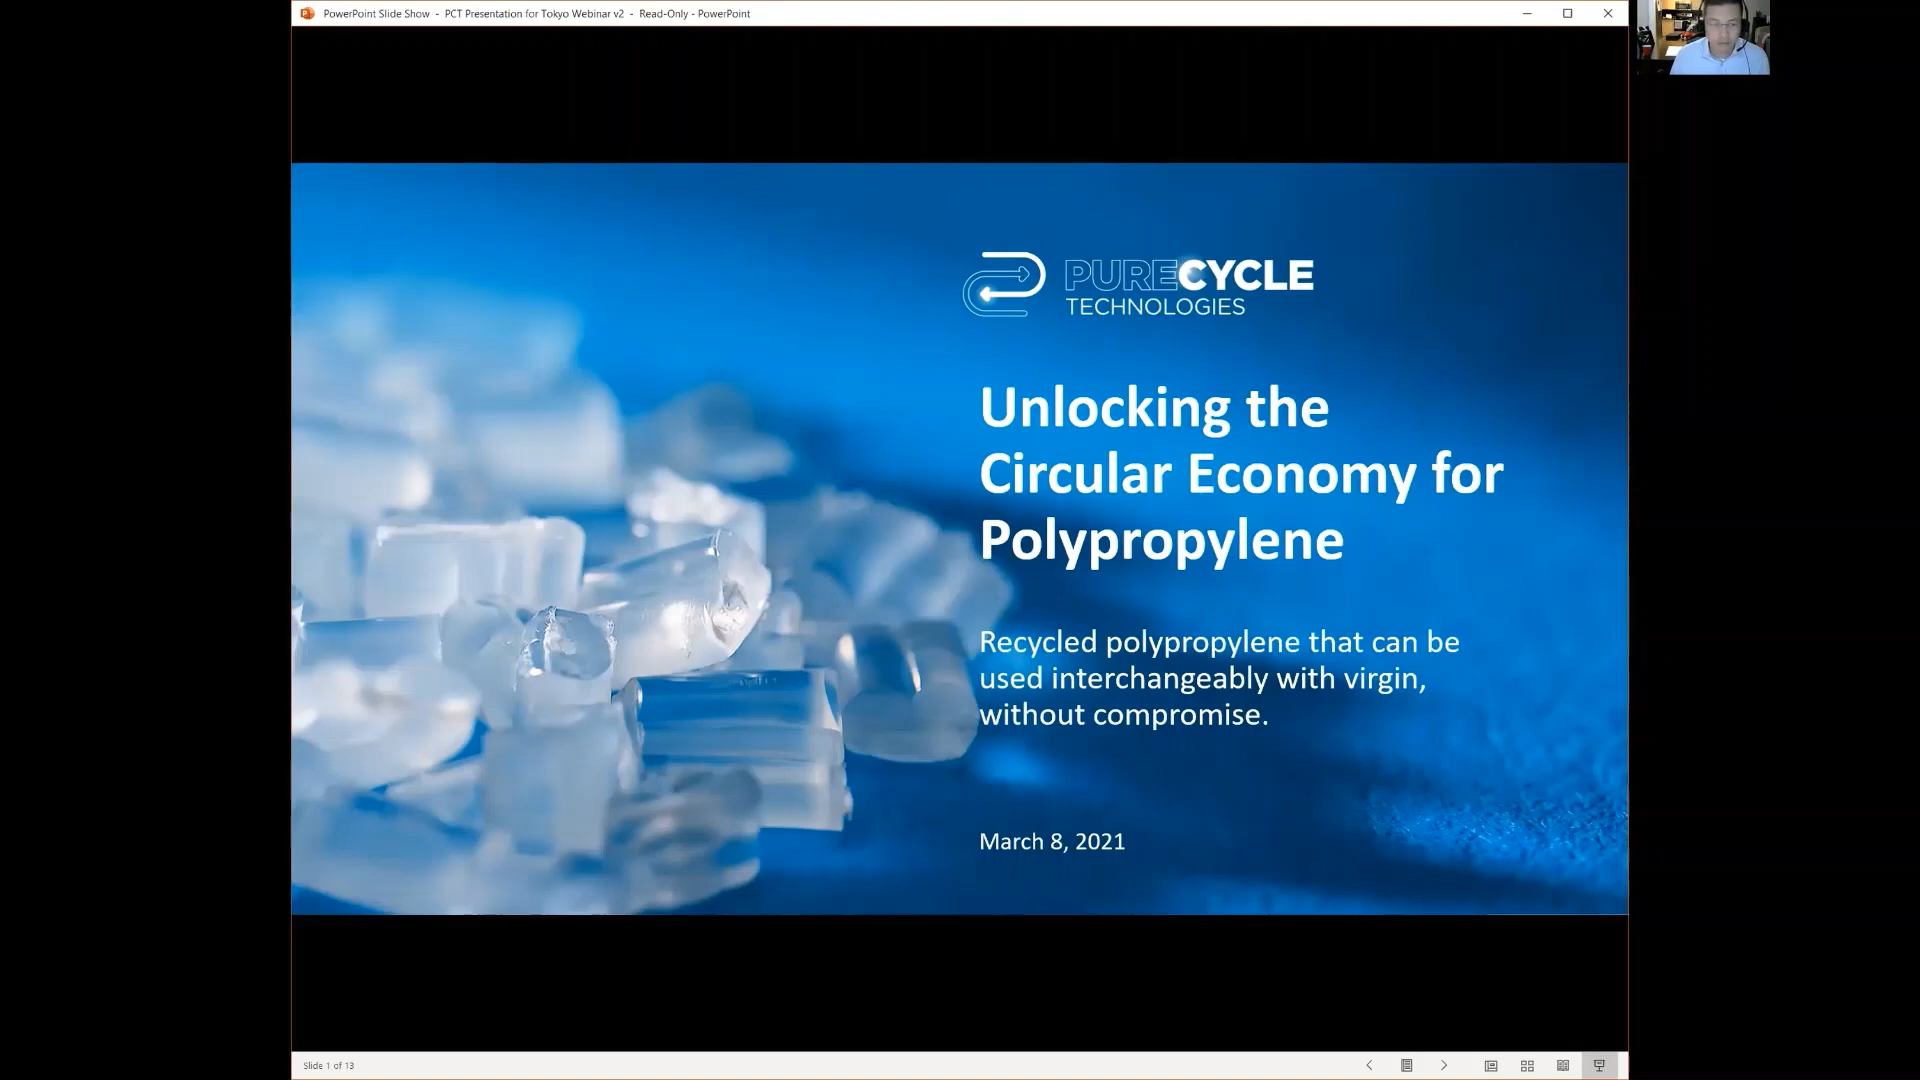 PowerPoint Slide Show - PCT Presentation for Tokyo Webinar v2 - Read-Only - PowerPoint
PURECYCLE
TECHNOLOGIES
Unlocking the
Circular Economy for
Polypropylene
Recycled polypropylene that can be
used interchangeably with virgin,
without compromise.
March 8, 2021
Slide 1 of 13